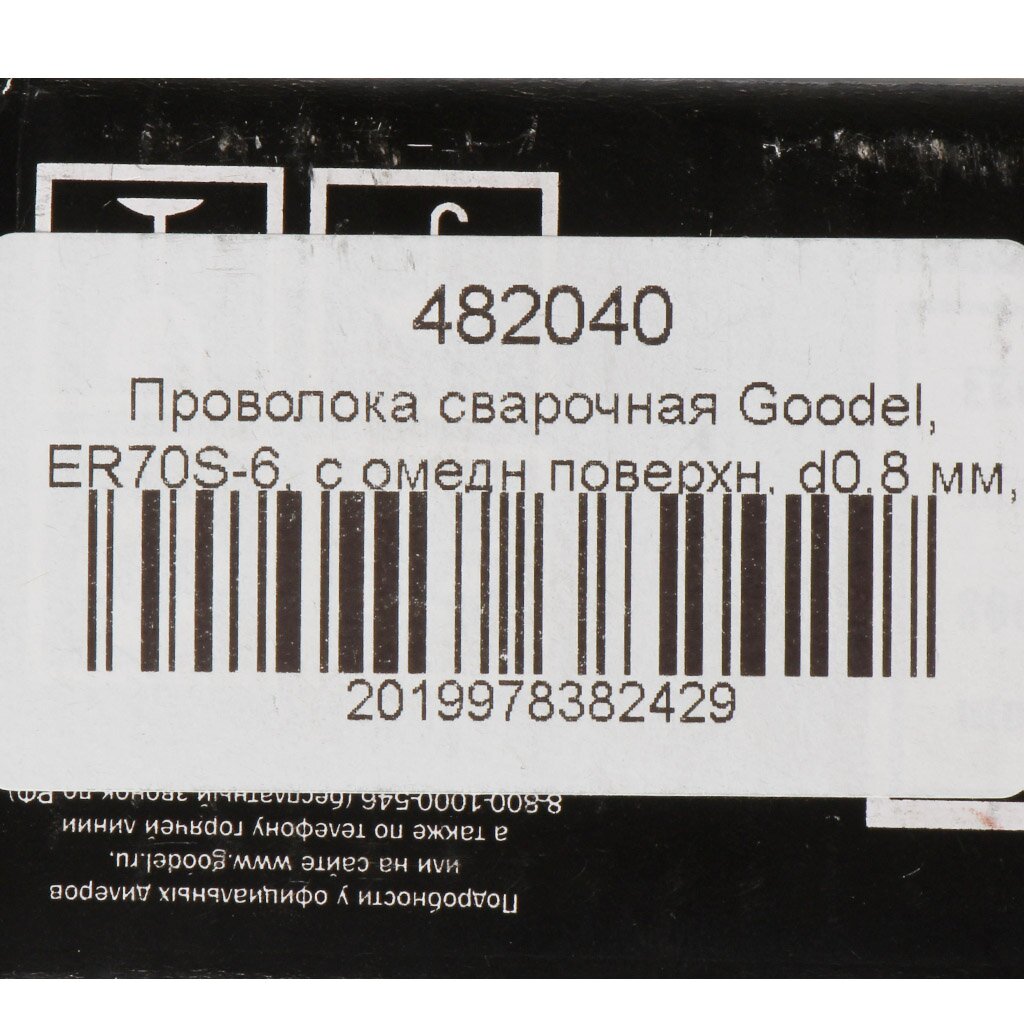 482040
Проволока сварочная Goodel,
ER70S-6, с омедн поверхн, d0,8 мм,
2019978382429
Подробности у официальных дилеров
или на сайте www.goodel.ru,
а также по телефону горячей линии
8-800-1000-546 (бесплатный звонок по РФ)